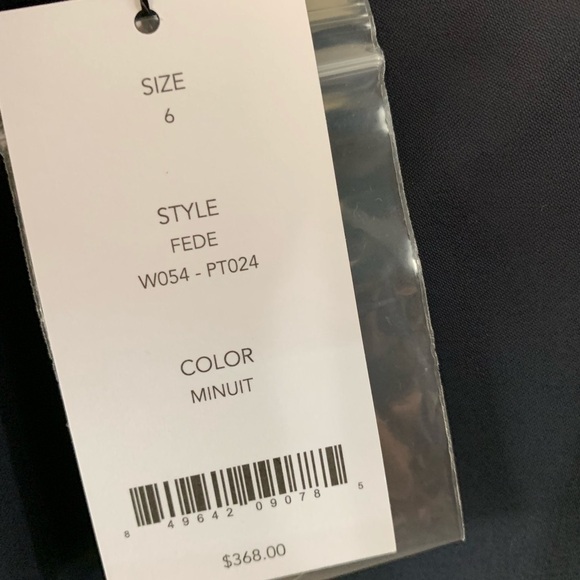 SIZE
6
STYLE
FEDE
W054 - PT024
COLOR
MINUIT
8 49642 09078 5
$368.00